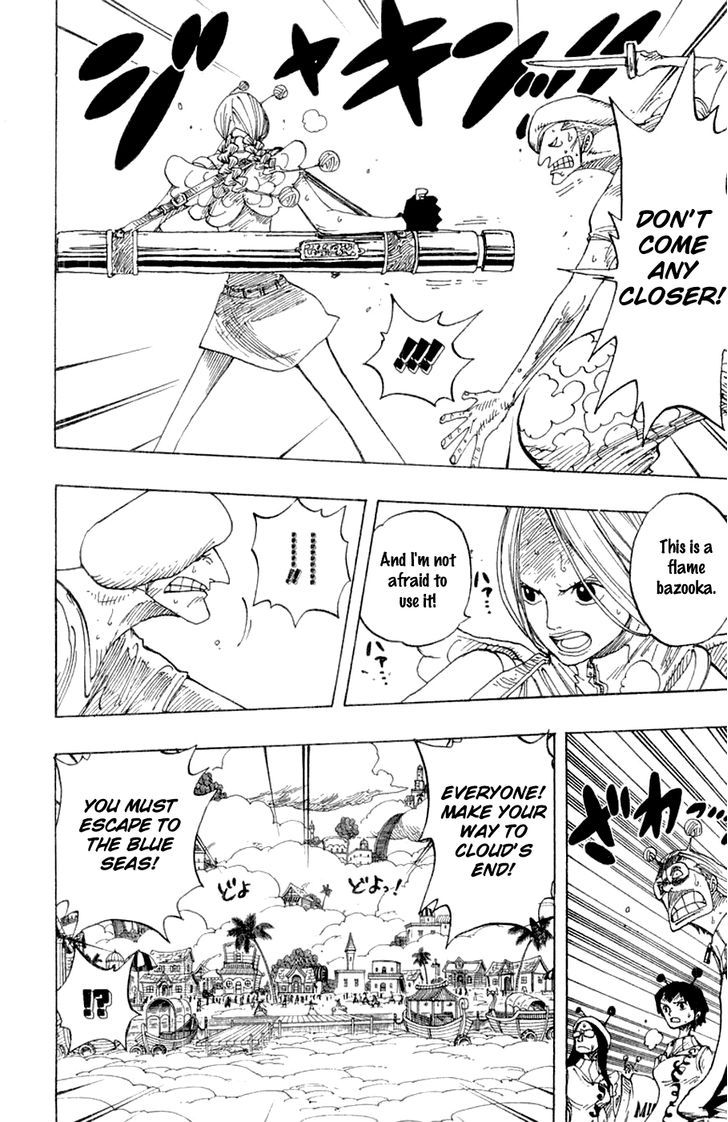 ジャキン!!
DON'T
COME
ANY
CLOSER!
!!!!
This is a
flame
bazooka.
And I'm not
afraid to
use it!
ハァ
ハァ…
……!!
ざわっ
EVERYONE!
MAKE YOUR
WAY TO
CLOUD'S
END!
どよっ!
どよ
YOU MUST
ESCAPE TO
THE BLUE
SEAS!
!?